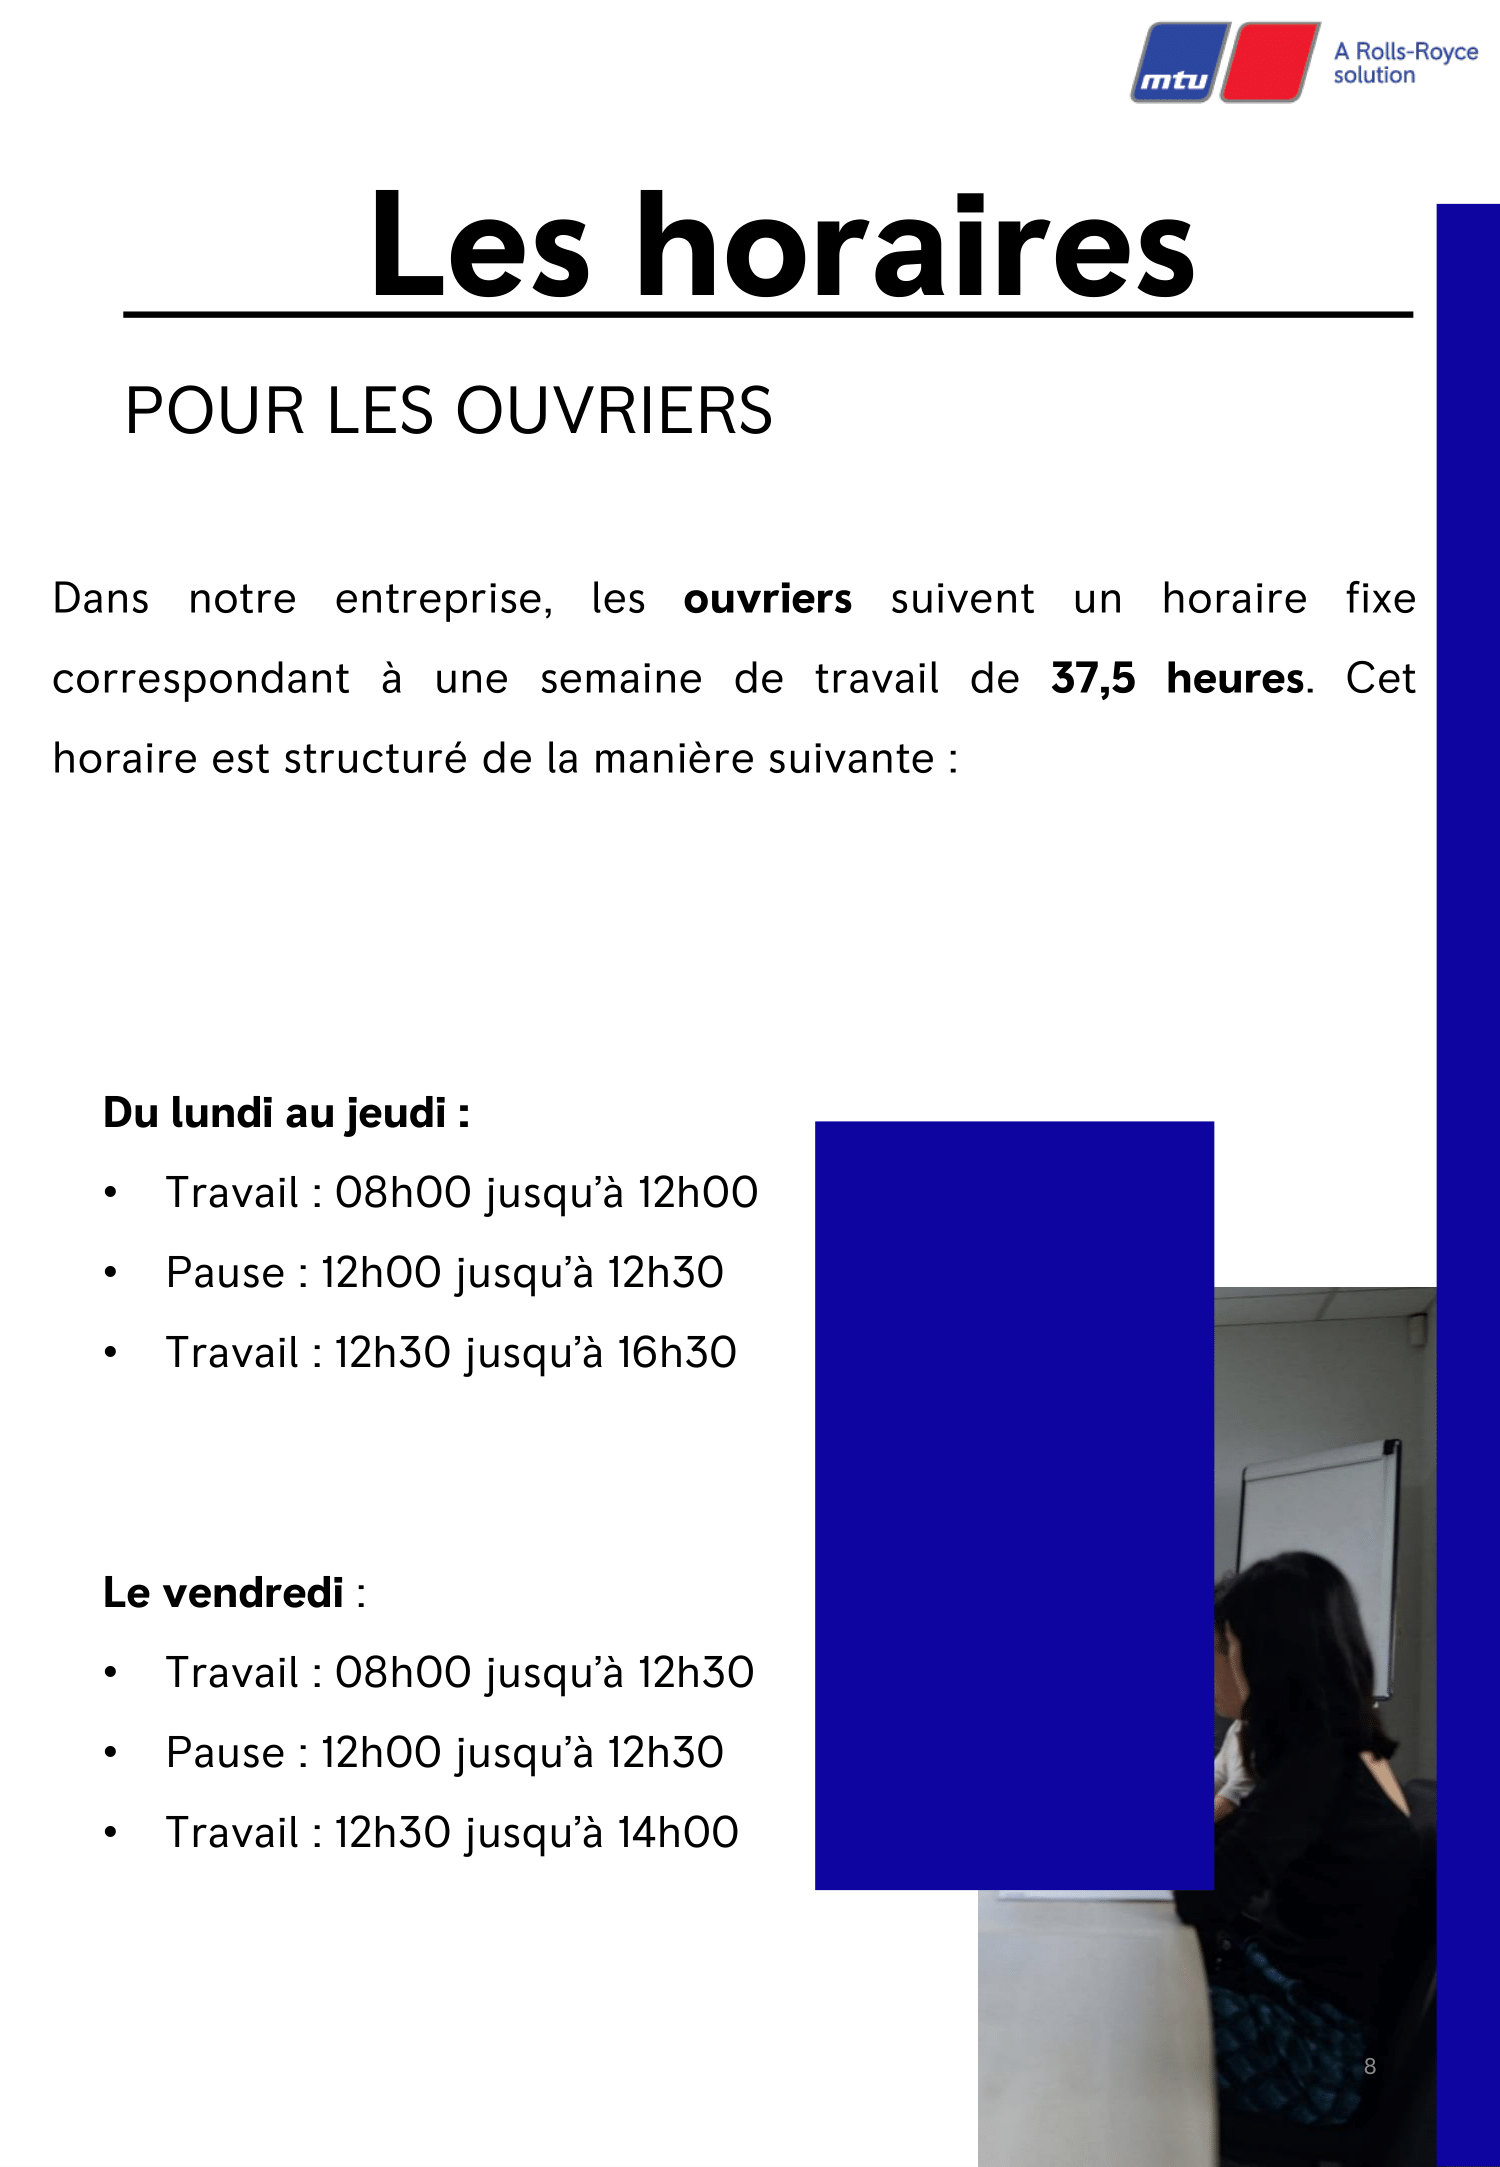 mtu
A Rolls-Royce
solution
Les horaires
POUR LES OUVRIERS
Dans notre entreprise, les ouvriers suivent un horaire fixe
correspondant à une semaine de travail de 37,5 heures. Cet
horaire est structuré de la manière suivante :
Du lundi au jeudi :
• Travail : 08h00 jusqu’à 12h00
• Pause : 12h00 jusqu’à 12h30
• Travail : 12h30 jusqu’à 16h30
Le vendredi :
• Travail : 08h00 jusqu’à 12h30
• Pause : 12h00 jusqu’à 12h30
• Travail : 12h30 jusqu’à 14h00
8